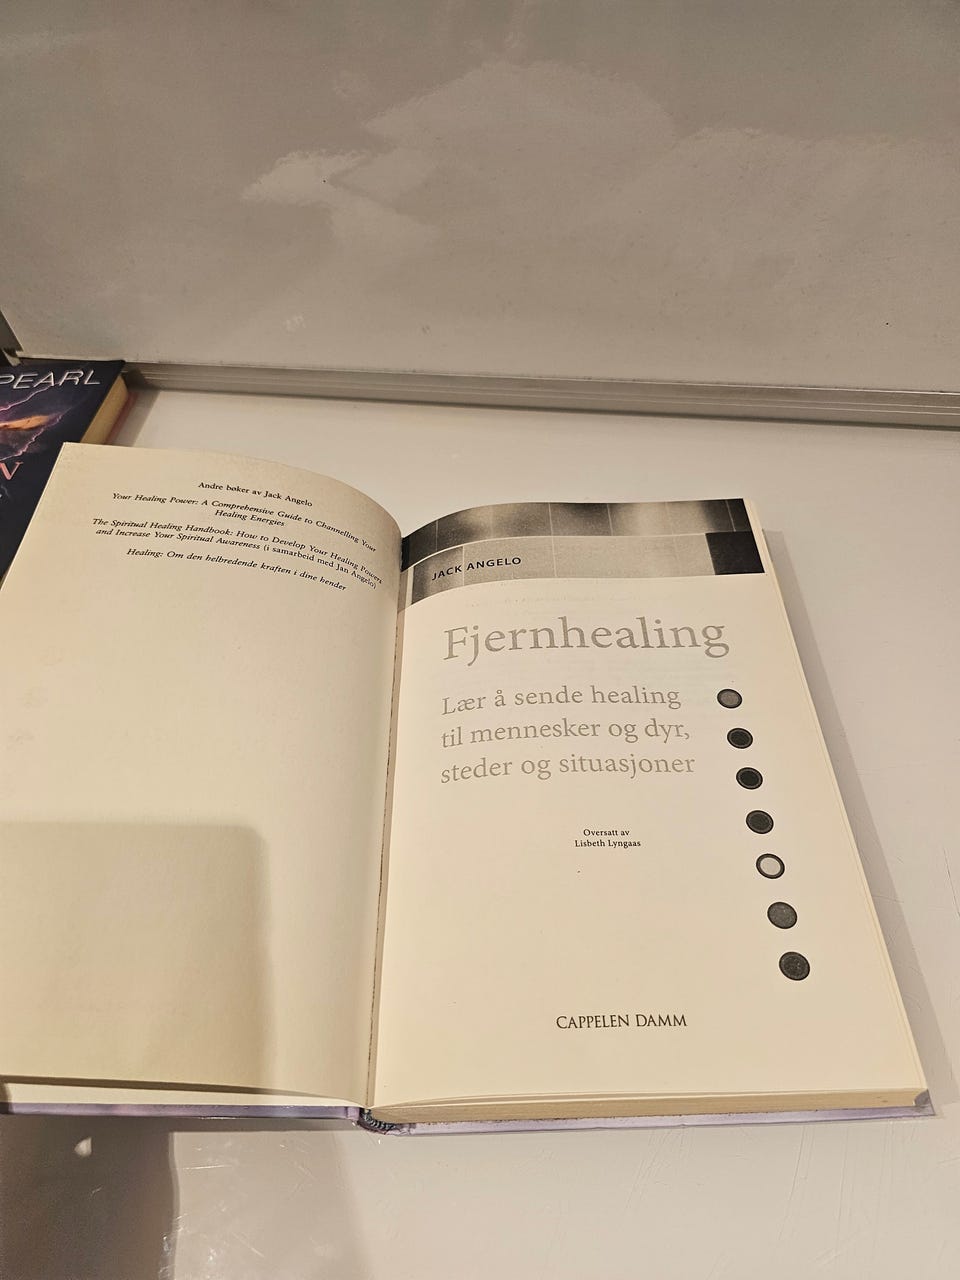 PEARL
N
Andre bøker av Jack Angelo
Your Healing Power: A Comprehensive Guide to Channelling Your
Healing Energies
The Spiritual Healing Handbook: How to Develop Your Healing Powers
and Increase Your Spiritual Awareness (i samarbeid med Jan Angelo)
Healing: Om den helbredende kraften i dine hender
JACK ANGELO
Fjernhealing
Lær å sende healing
til mennesker og dyr,
steder og situasjoner
Oversatt av
Lisbeth Lyngaas
CAPPELEN DAMM